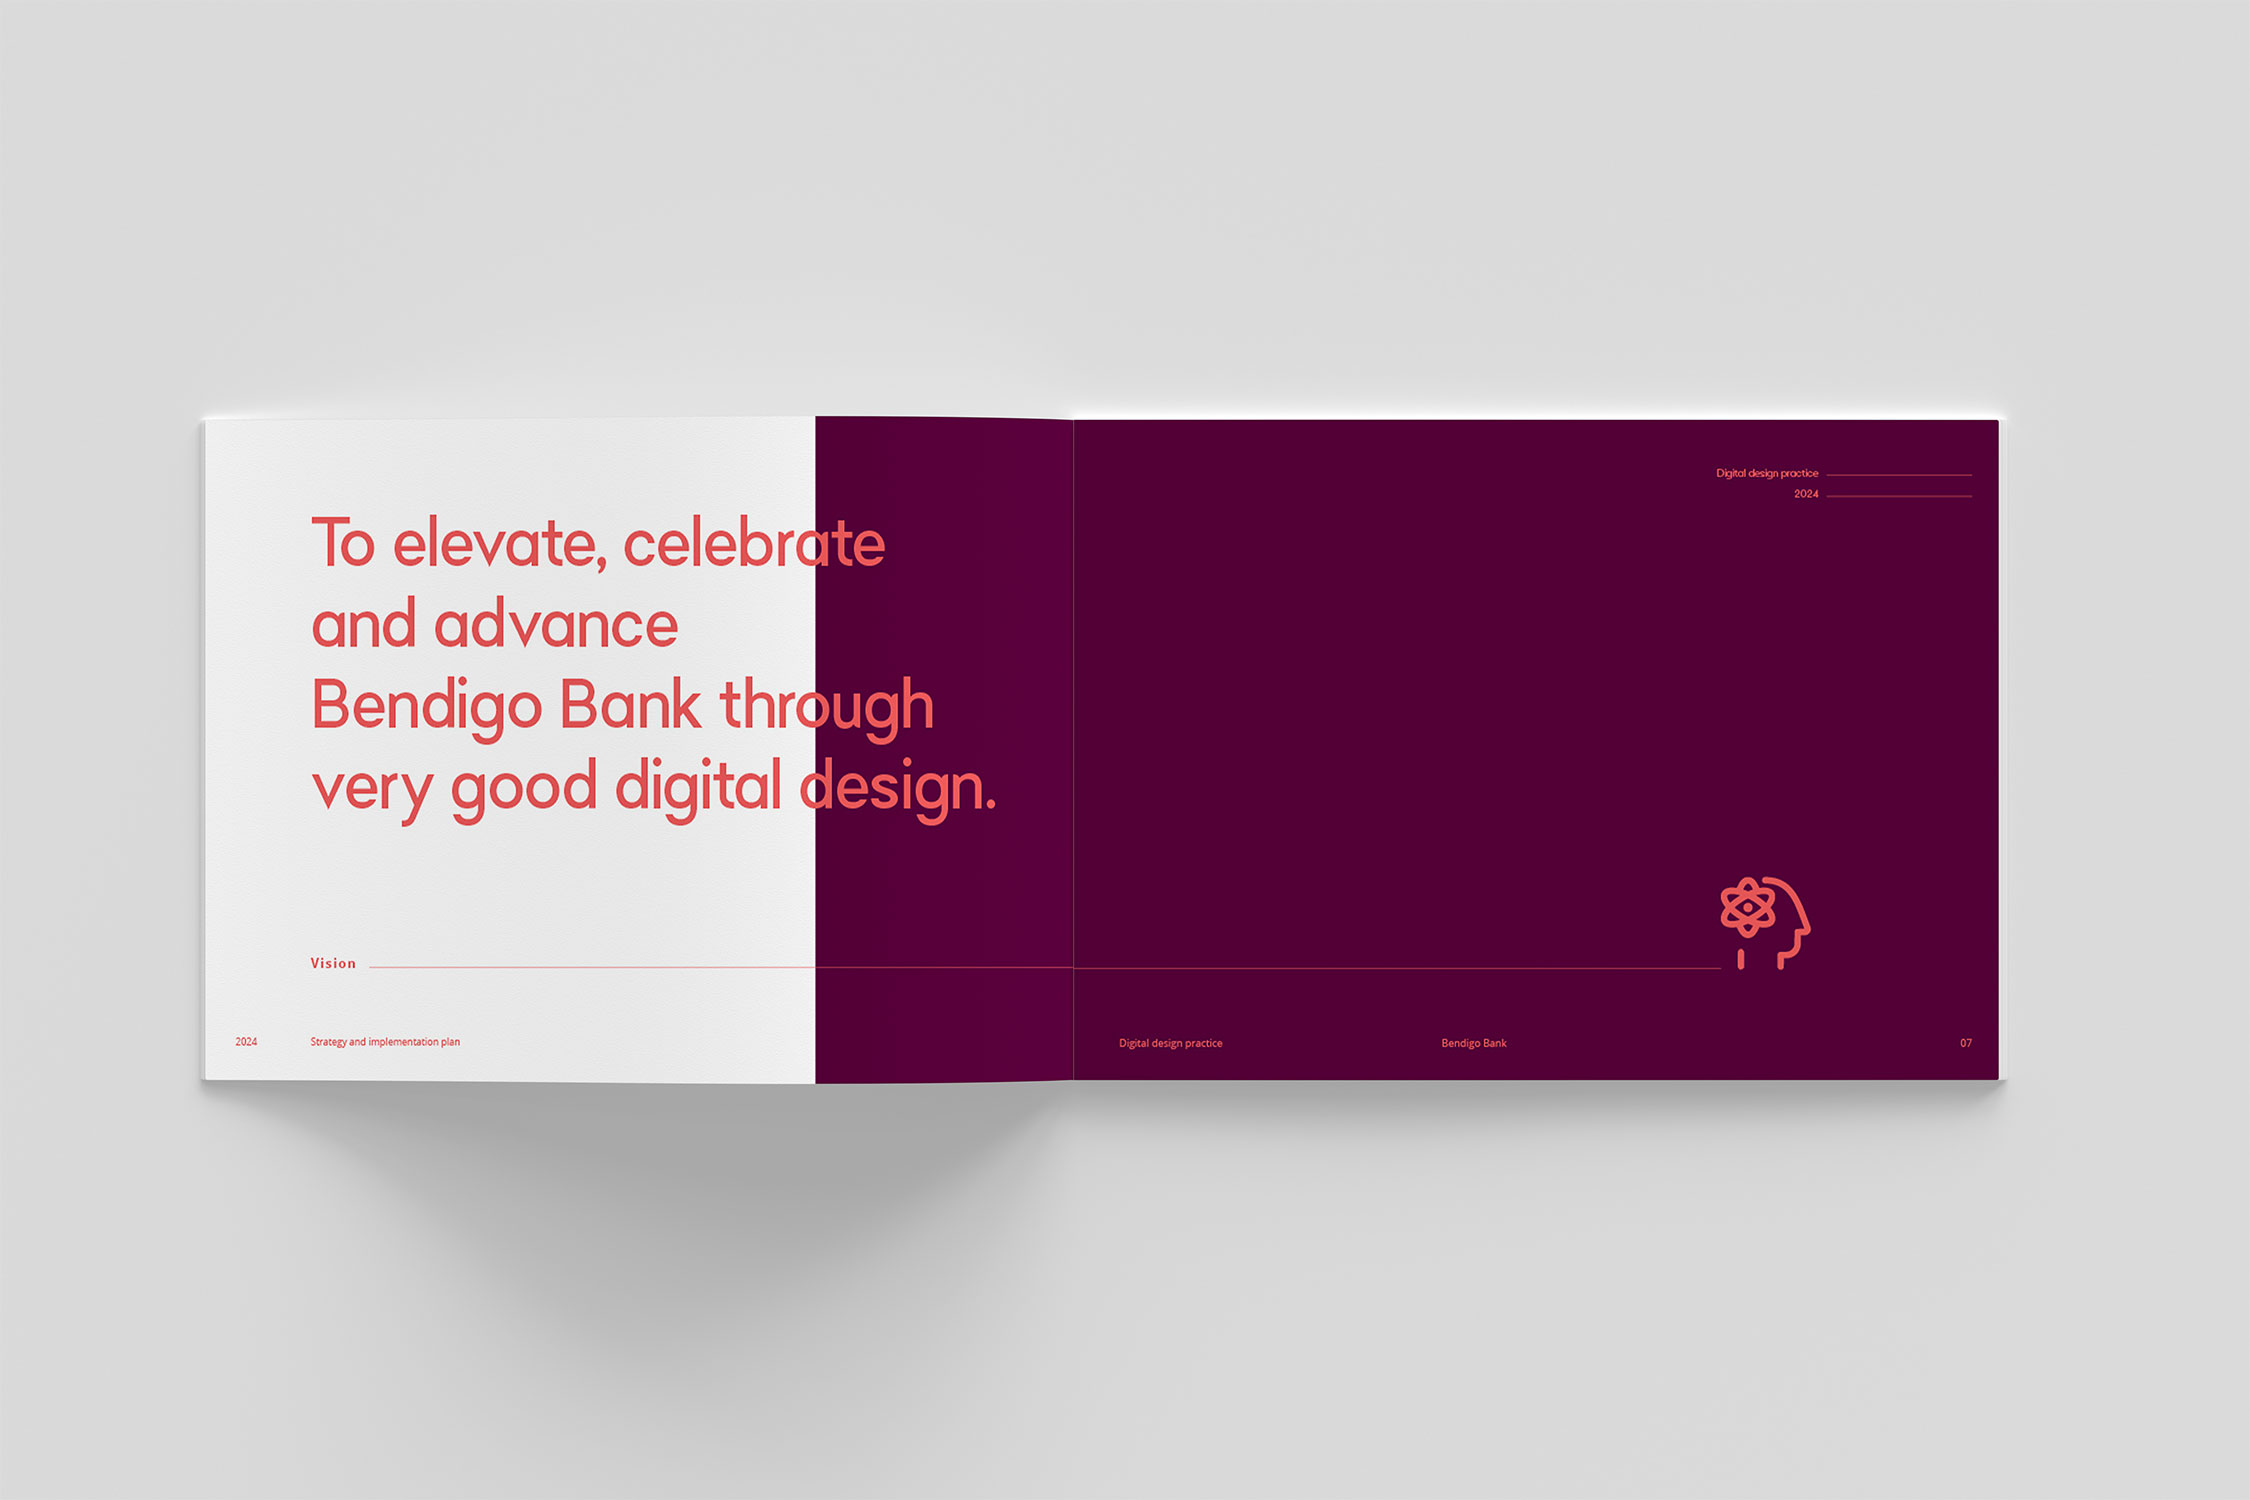 To elevate, celebrate
and advance
Bendigo Bank through
very good digital design.
Vision
2024
Strategy and implementation plan
Digital design practice
2024
Digital design practice
Bendigo Bank
07